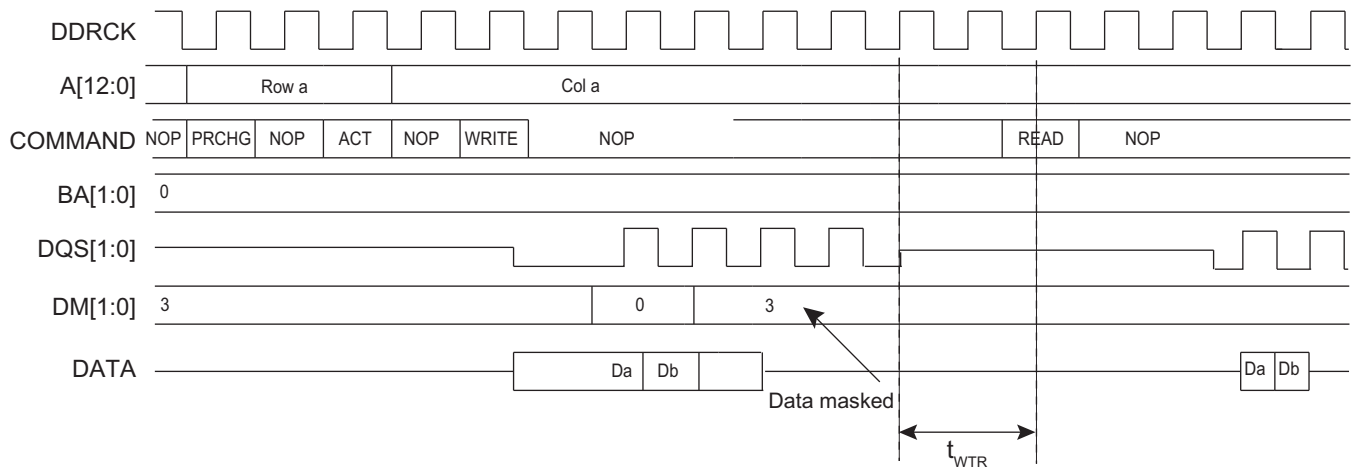 DDRCK
A[12:0] Row a Col a
COMMAND NOP PRCHG NOP ACT NOP WRITE NOP READ NOP
BA[1:0] 0
DQS[1:0]
DM[1:0] 3 0 3
DATA Da Db Da Db
Data masked
tWTR